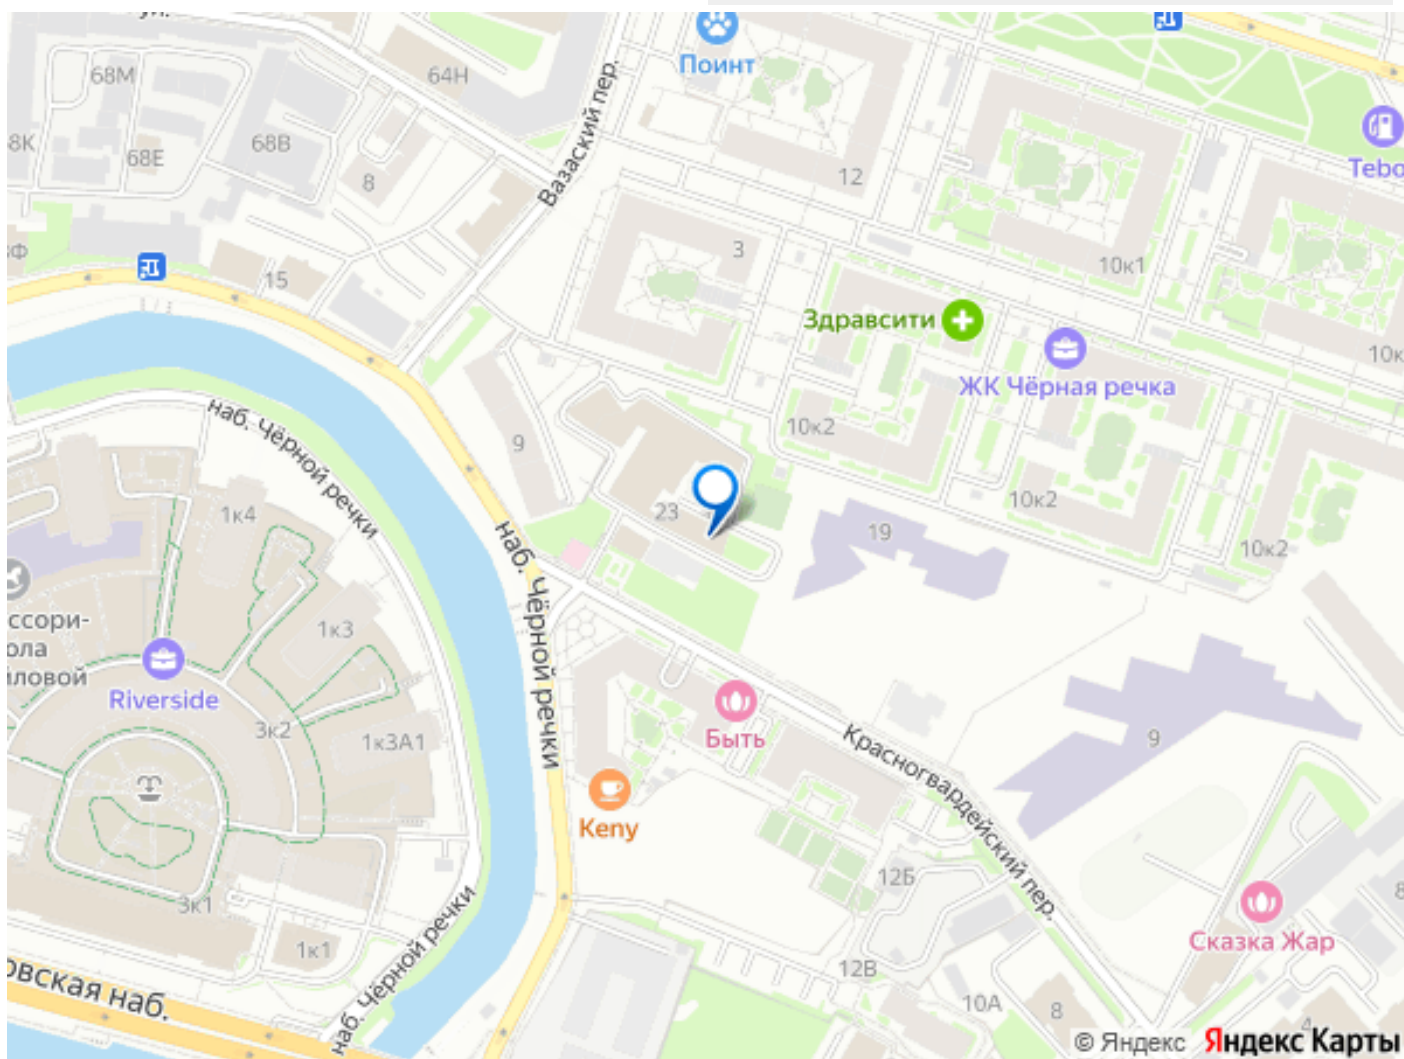 ул.
Поинт
68М
64Н
Вазаский пер.
8К
68Е
68В
8
12
Tebo
3
15
10к1
Здравсити
ЖК Чёрная речка
10к
наб. Чёрной речки
9
10к2
1к4
23
19
10к2
10к2
наб. Чёрной речки
ссори-
ола
иловой
1к3
Riverside
3к2
1к3А1
Быть
Красногвардейский пер.
9
Keny
12Б
3к1
1к1
наб. Чёрной речки
Сказка Жар
12В
10А
8
4
овская наб.
© Яндекс Яндекс Карты